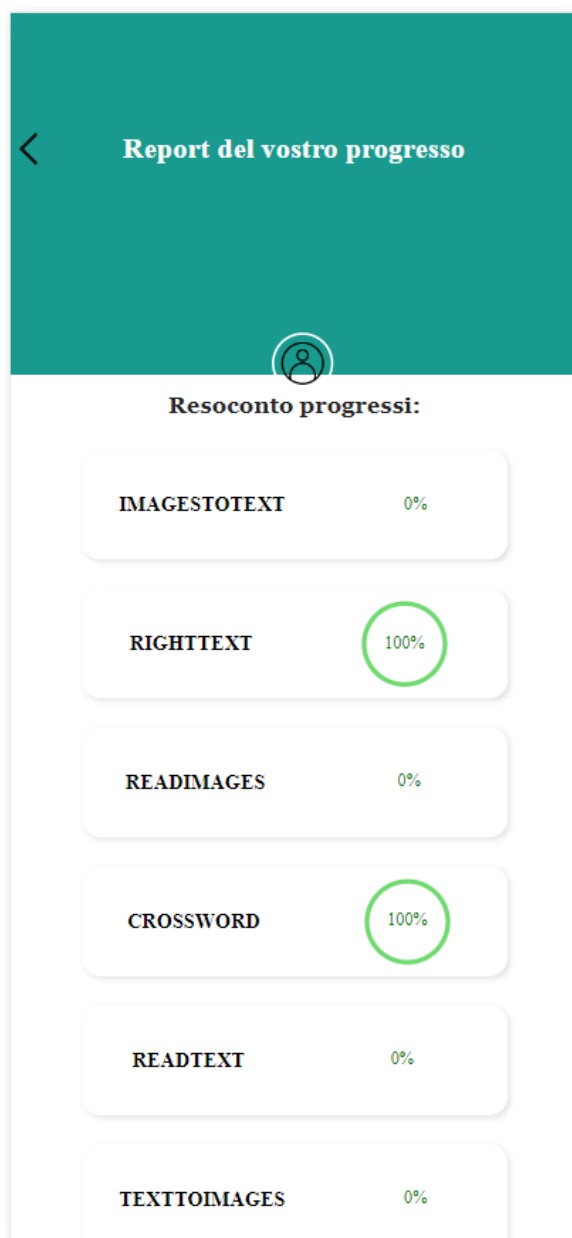 Report del vostro progresso
Resoconto progressi:
IMAGESTOTEXT 0%
RIGHTTEXT 100%
READIMAGES 0%
CROSSWORD 100%
READTEXT 0%
TEXTTOIMAGES 0%